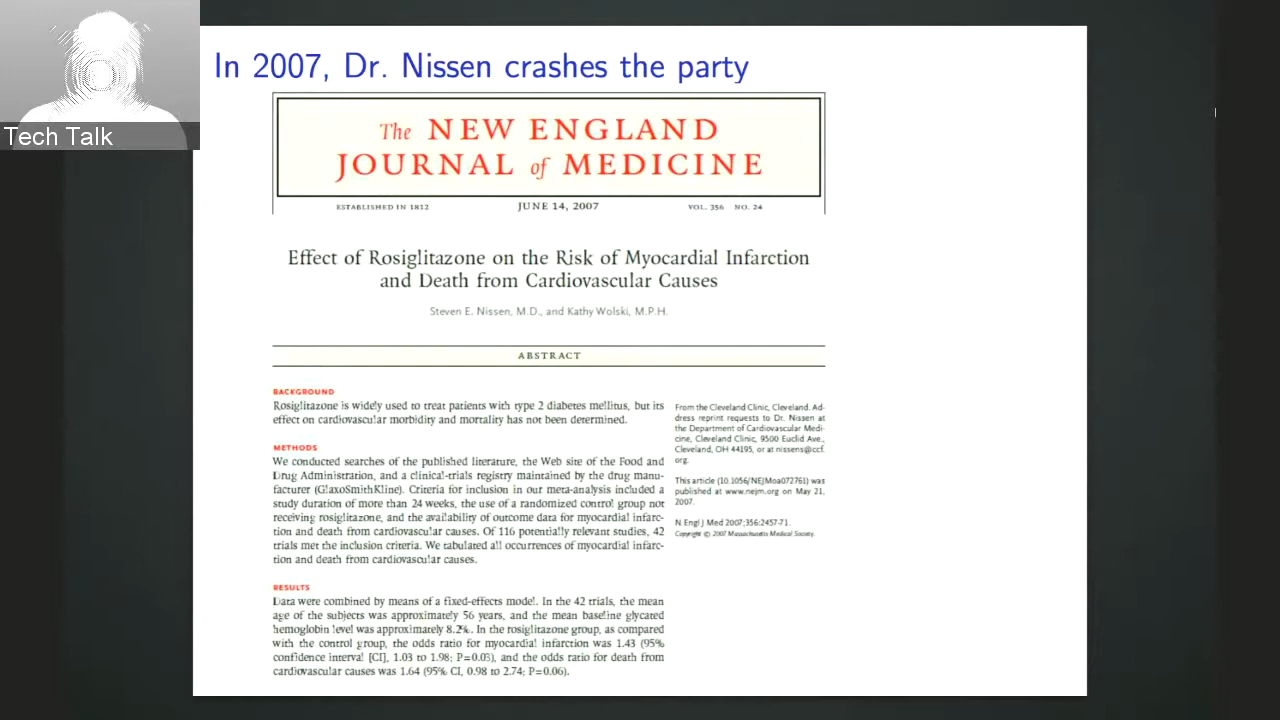 In 2007, Dr. Nissen crashes the party
Tech Talk
The NEW ENGLAND
JOURNAL of MEDICINE
ESTABLISHED IN 1812 JUNE 14, 2007 VOL. 356 NO. 24
Effect of Rosiglitazone on the Risk of Myocardial Infarction
and Death from Cardiovascular Causes
Steven E. Nissen, M.D., and Kathy Wolski, M.P.H.
ABSTRACT
BACKGROUND
Rosiglitazone is widely used to treat patients with type 2 diabetes mellitus, but its
effect on cardiovascular morbidity and mortality has not been determined.
METHODS
We conducted searches of the published literature, the Web site of the Food and
Drug Administration, and a clinical-trials registry maintained by the drug manu-
facturer (GlaxoSmithKline). Criteria for inclusion in our meta-analysis included a
study duration of more than 24 weeks, the use of a randomized control group not
receiving rosiglitazone, and the availability of outcome data for myocardial infarc-
tion and death from cardiovascular causes. Of 116 potentially relevant studies, 42
trials met the inclusion criteria. We tabulated all occurrences of myocardial infarc-
tion and death from cardiovascular causes.
RESULTS
Data were combined by means of a fixed-effects model. In the 42 trials, the mean
age of the subjects was approximately 56 years, and the mean baseline glycated
hemoglobin level was approximately 8.2%. In the rosiglitazone group, as compared
with the control group, the odds ratio for myocardial infarction was 1.43 (95%
confidence interval [CI], 1.03 to 1.98; P=0.03), and the odds ratio for death from
cardiovascular causes was 1.64 (95% CI, 0.98 to 2.74; P=0.06).
From the Cleveland Clinic, Cleveland. Ad-
dress reprint requests to Dr. Nissen at
the Department of Cardiovascular Medi-
cine, Cleveland Clinic, 9500 Euclid Ave.,
Cleveland, OH 44195, or at nissens@ccf.
org.
This article (10.1056/NEJMoa072761) was
published at www.nejm.org on May 21,
2007.
N Engl J Med 2007;356:2457-71.
Copyright © 2007 Massachusetts Medical Society.